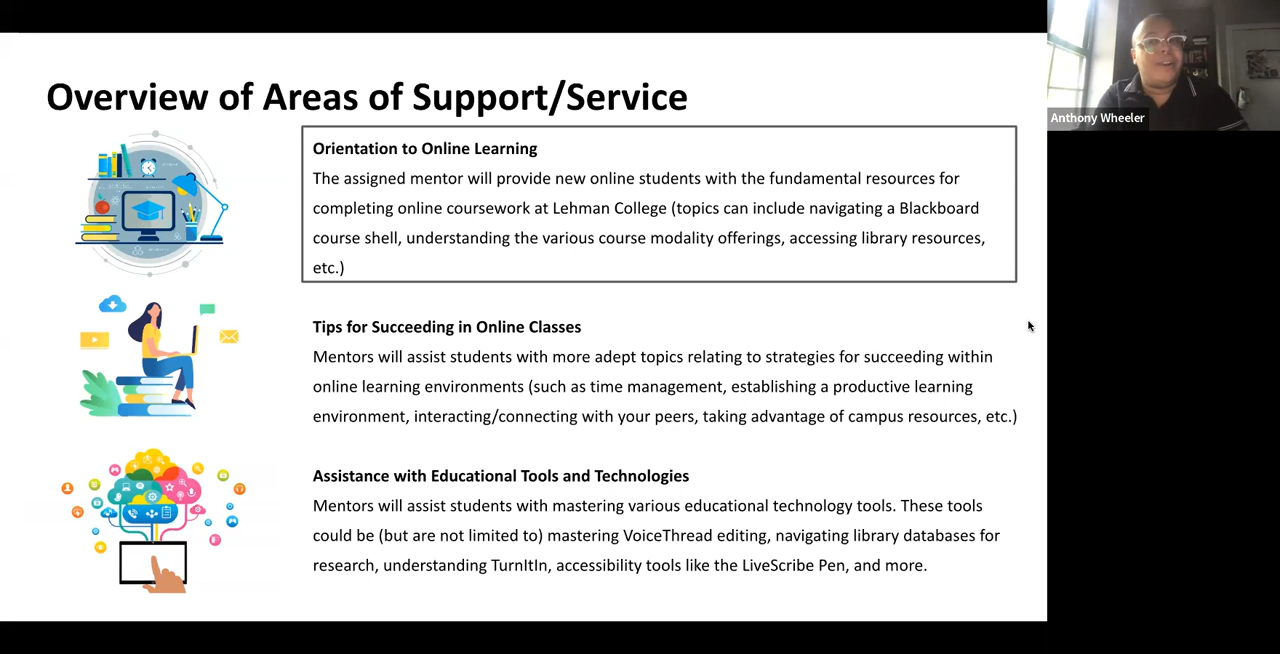 Overview of Areas of Support/Service
Anthony Wheeler
Orientation to Online Learning
The assigned mentor will provide new online students with the fundamental resources for
completing online coursework at Lehman College (topics can include navigating a Blackboard
course shell, understanding the various course modality offerings, accessing library resources,
etc.)
Tips for Succeeding in Online Classes
Mentors will assist students with more adept topics relating to strategies for succeeding within
online learning environments (such as time management, establishing a productive learning
environment, interacting/connecting with your peers, taking advantage of campus resources, etc.)
Assistance with Educational Tools and Technologies
Mentors will assist students with mastering various educational technology tools. These tools
could be (but are not limited to) mastering VoiceThread editing, navigating library databases for
research, understanding TurnItIn, accessibility tools like the LiveScribe Pen, and more.